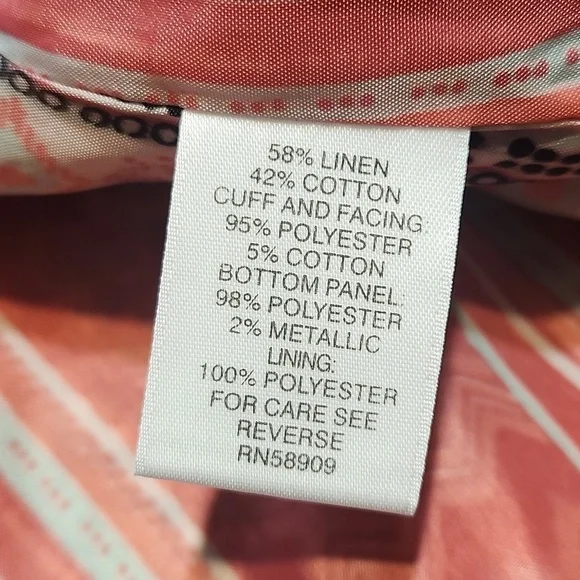 58% LINEN
42% COTTON
CUFF AND FACING
95% POLYESTER
5% COTTON
BOTTOM PANEL:
98% POLYESTER
2% METALLIC
LINING:
100% POLYESTER
FOR CARE SEE
REVERSE
RN58909